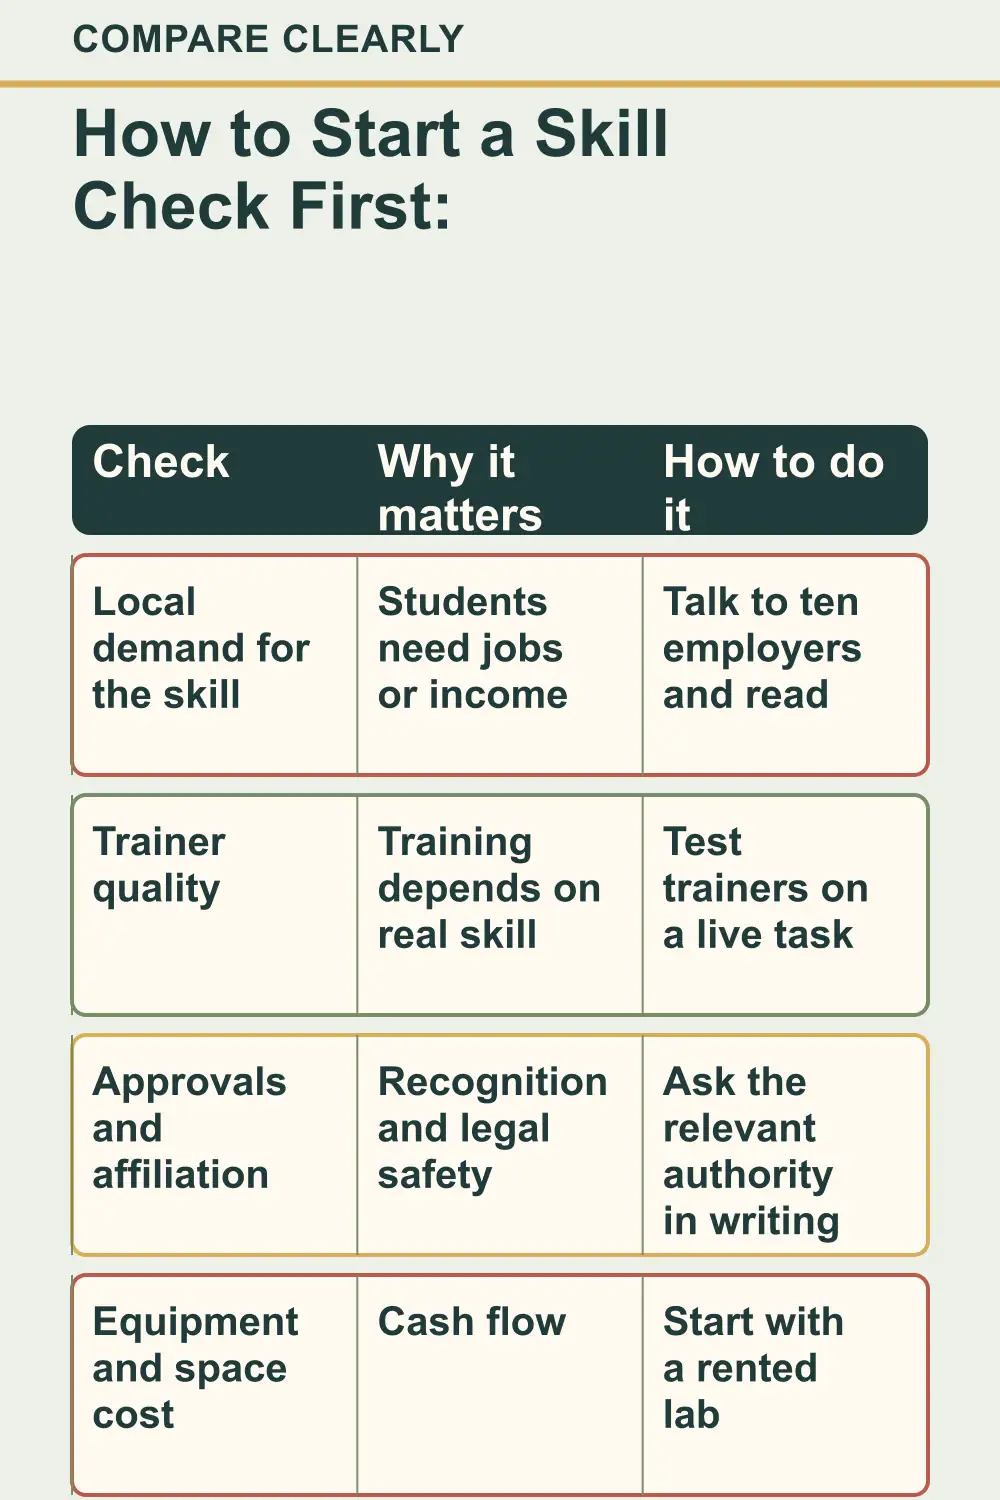 COMPARE CLEARLY
How to Start a Skill
Check First:
Check
Why it
matters
How to do
it
Local
demand for
the skill
Students
need jobs
or income
Talk to ten
employers
and read
Trainer
quality
Training
depends on
real skill
Test
trainers on
a live task
Approvals
and
affiliation
Recognition
and legal
safety
Ask the
relevant
authority
in writing
Equipment
and space
cost
Cash flow
Start with
a rented
lab